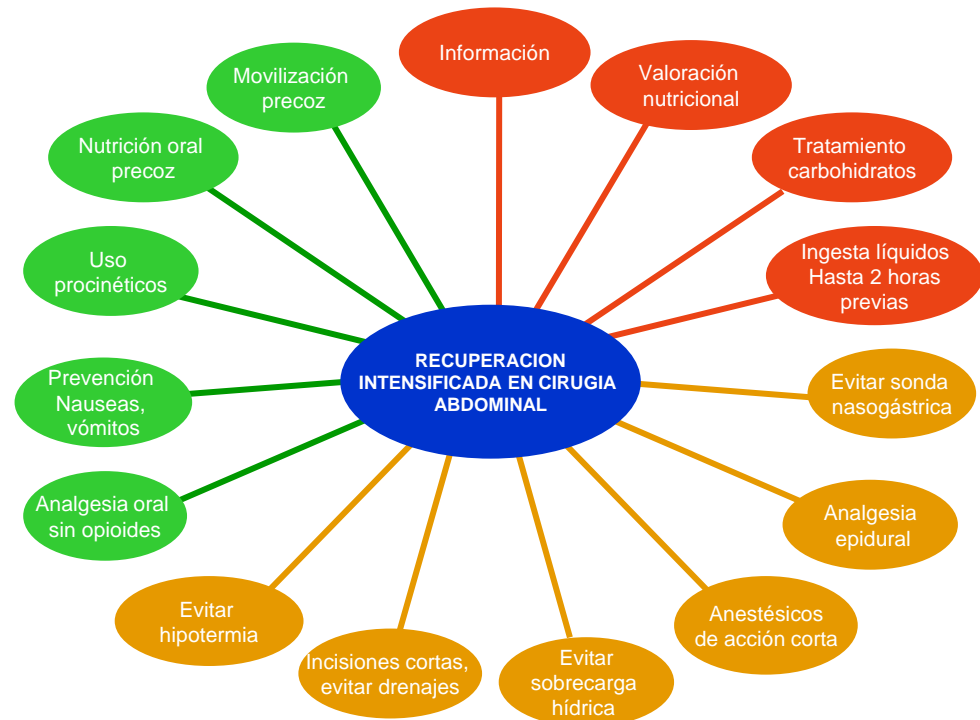 Información
Valoración
nutricional
Tratamiento
carbohidratos
Ingesta líquidos
Hasta 2 horas
previas
Evitar sonda
nasogástrica
Analgesia
epidural
Anestésicos
de acción corta
Evitar
sobrecarga
hídrica
Incisiones cortas,
evitar drenajes
Evitar
hipotermia
Analgesia oral
sin opioides
Prevención
Nauseas,
vómitos
Uso
procinéticos
Nutrición oral
precoz
Movilización
precoz
RECUPERACION
INTENSIFICADA EN CIRUGIA
ABDOMINAL